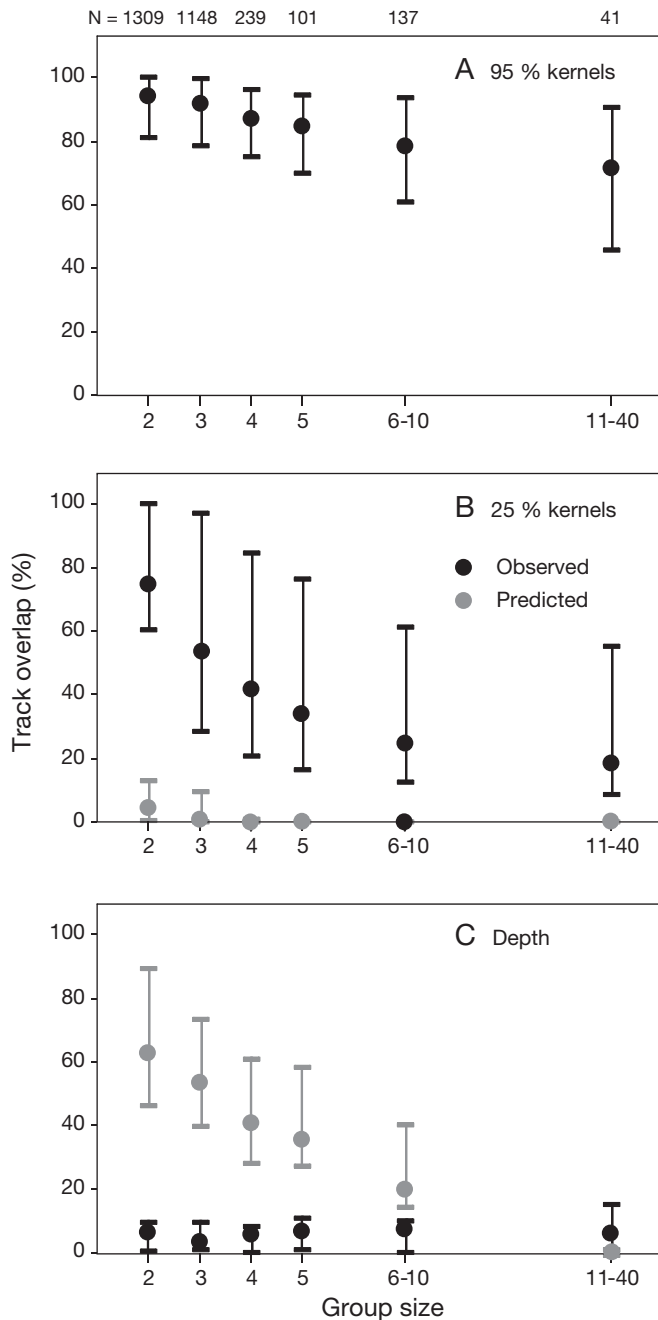 N = 1309 1148 239 101 137 41
A 95 % kernels
100
80
60
40
20
0
2 3 4 5 6-10 11-40
B 25 % kernels
Observed
Predicted
Track overlap (%)
100
80
60
40
20
0
2 3 4 5 6-10 11-40
C Depth
100
80
60
40
20
0
2 3 4 5 6-10 11-40
Group size